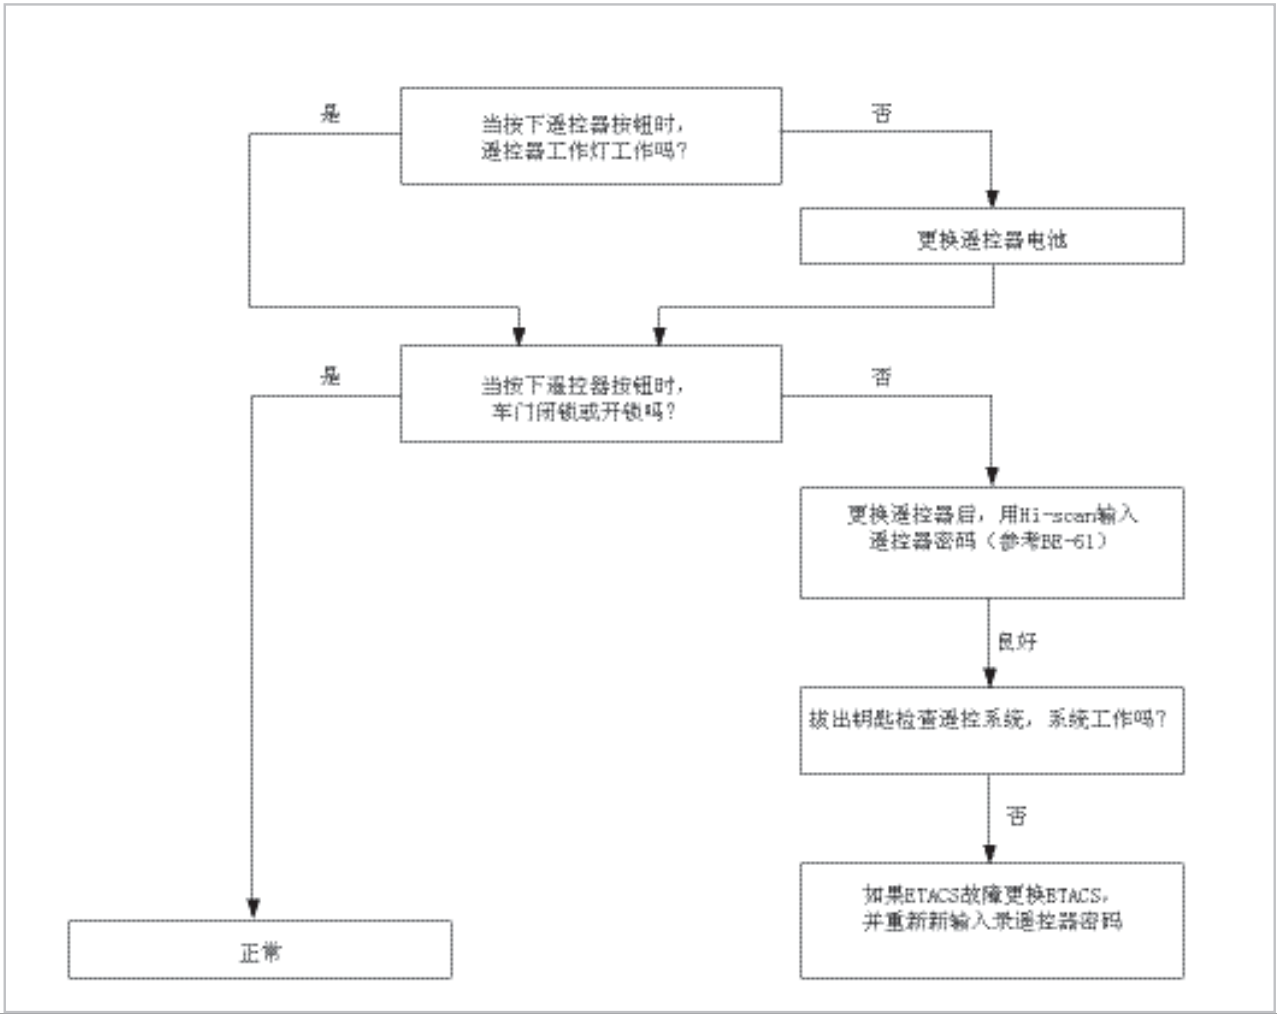 是
否
当按下遥控器按钮时,
遥控器工作灯工作吗?
更换遥控器电池
是
否
当按下遥控器按钮时,
车门闭锁或开锁吗?
更换遥控器后, 用Hi-scan输入
遥控器密码 (参考BE-61)
良好
拔出钥匙检查遥控系统, 系统工作吗?
否
如果ETACS故障更换ETACS,
并重新新输入录遥控器密码
正常